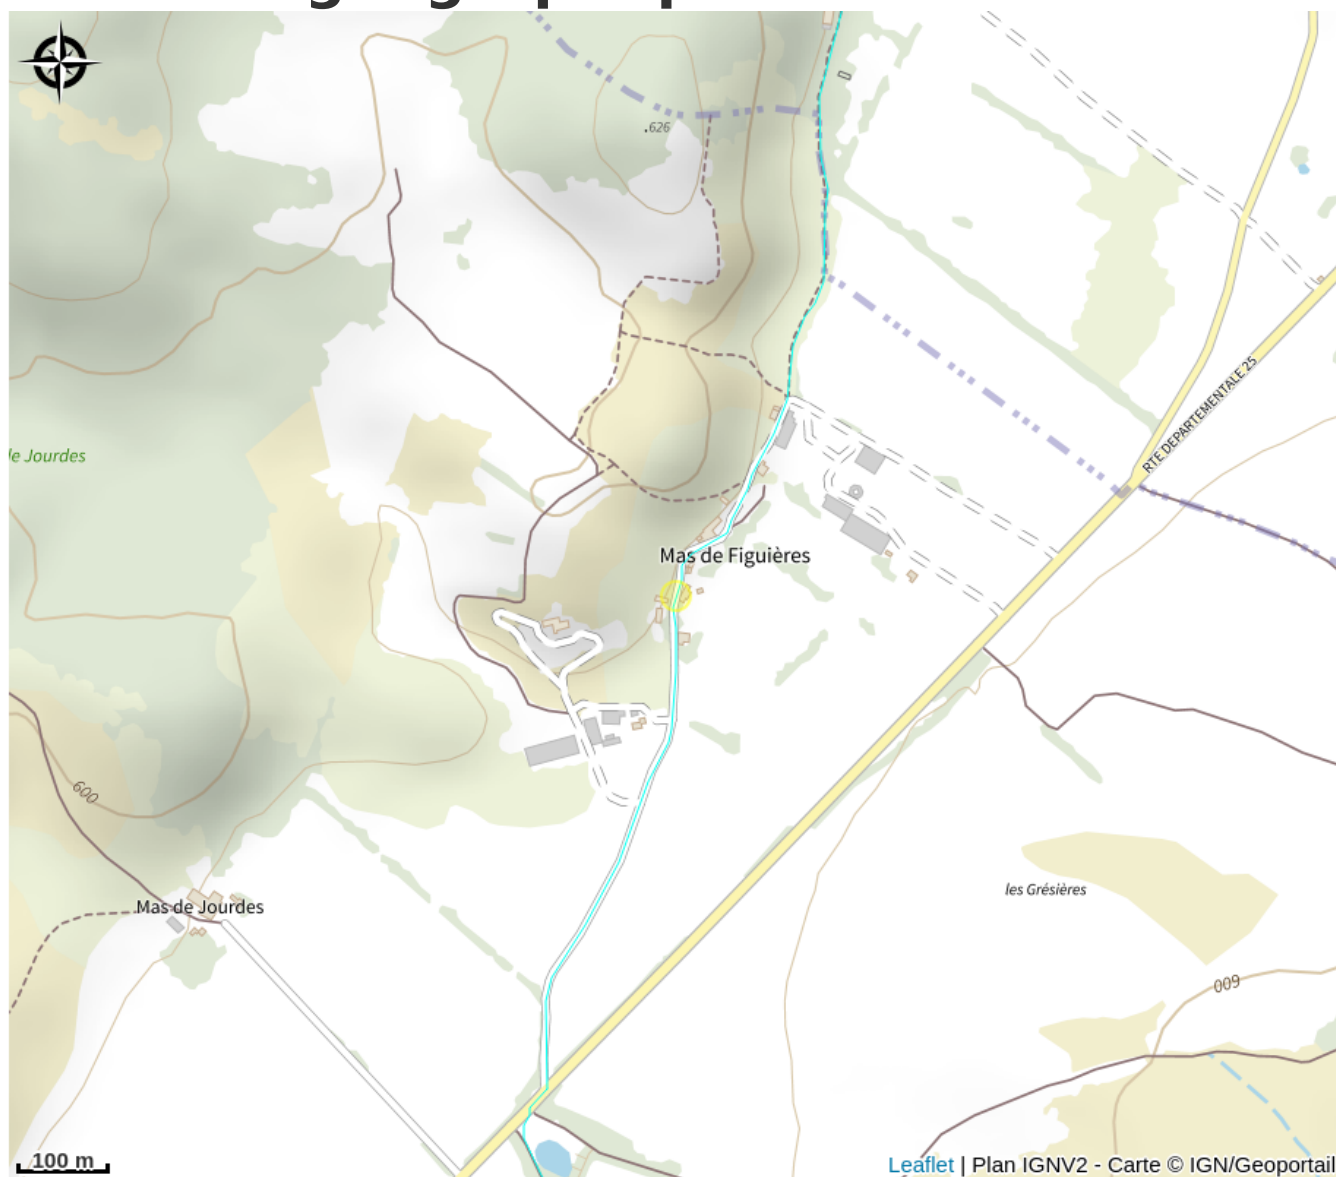 .626
RTE DEPARTEMENTALE 25
le Jourdes
Mas de Figuières
600
les Grésières
Mas de Jourdes
600
100 m
Leaflet | Plan IGNV2 - Carte © IGN/Geoportail